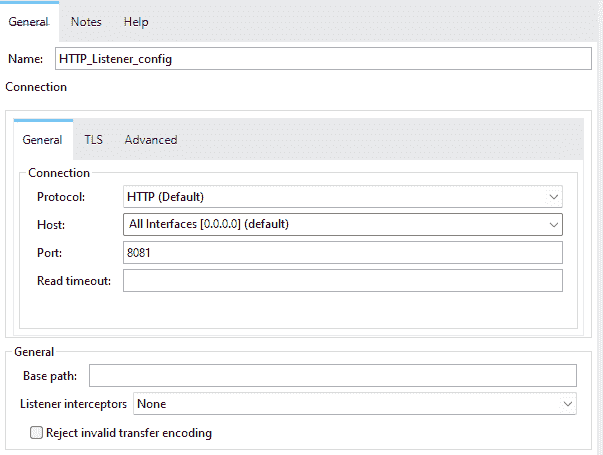 General Notes Help
Name: HTTP_Listener_config
Connection
General TLS Advanced
Connection
Protocol: HTTP (Default)
Host: All Interfaces [0.0.0.0] (default)
Port: 8081
Read timeout:
General
Base path:
Listener interceptors None
Reject invalid transfer encoding